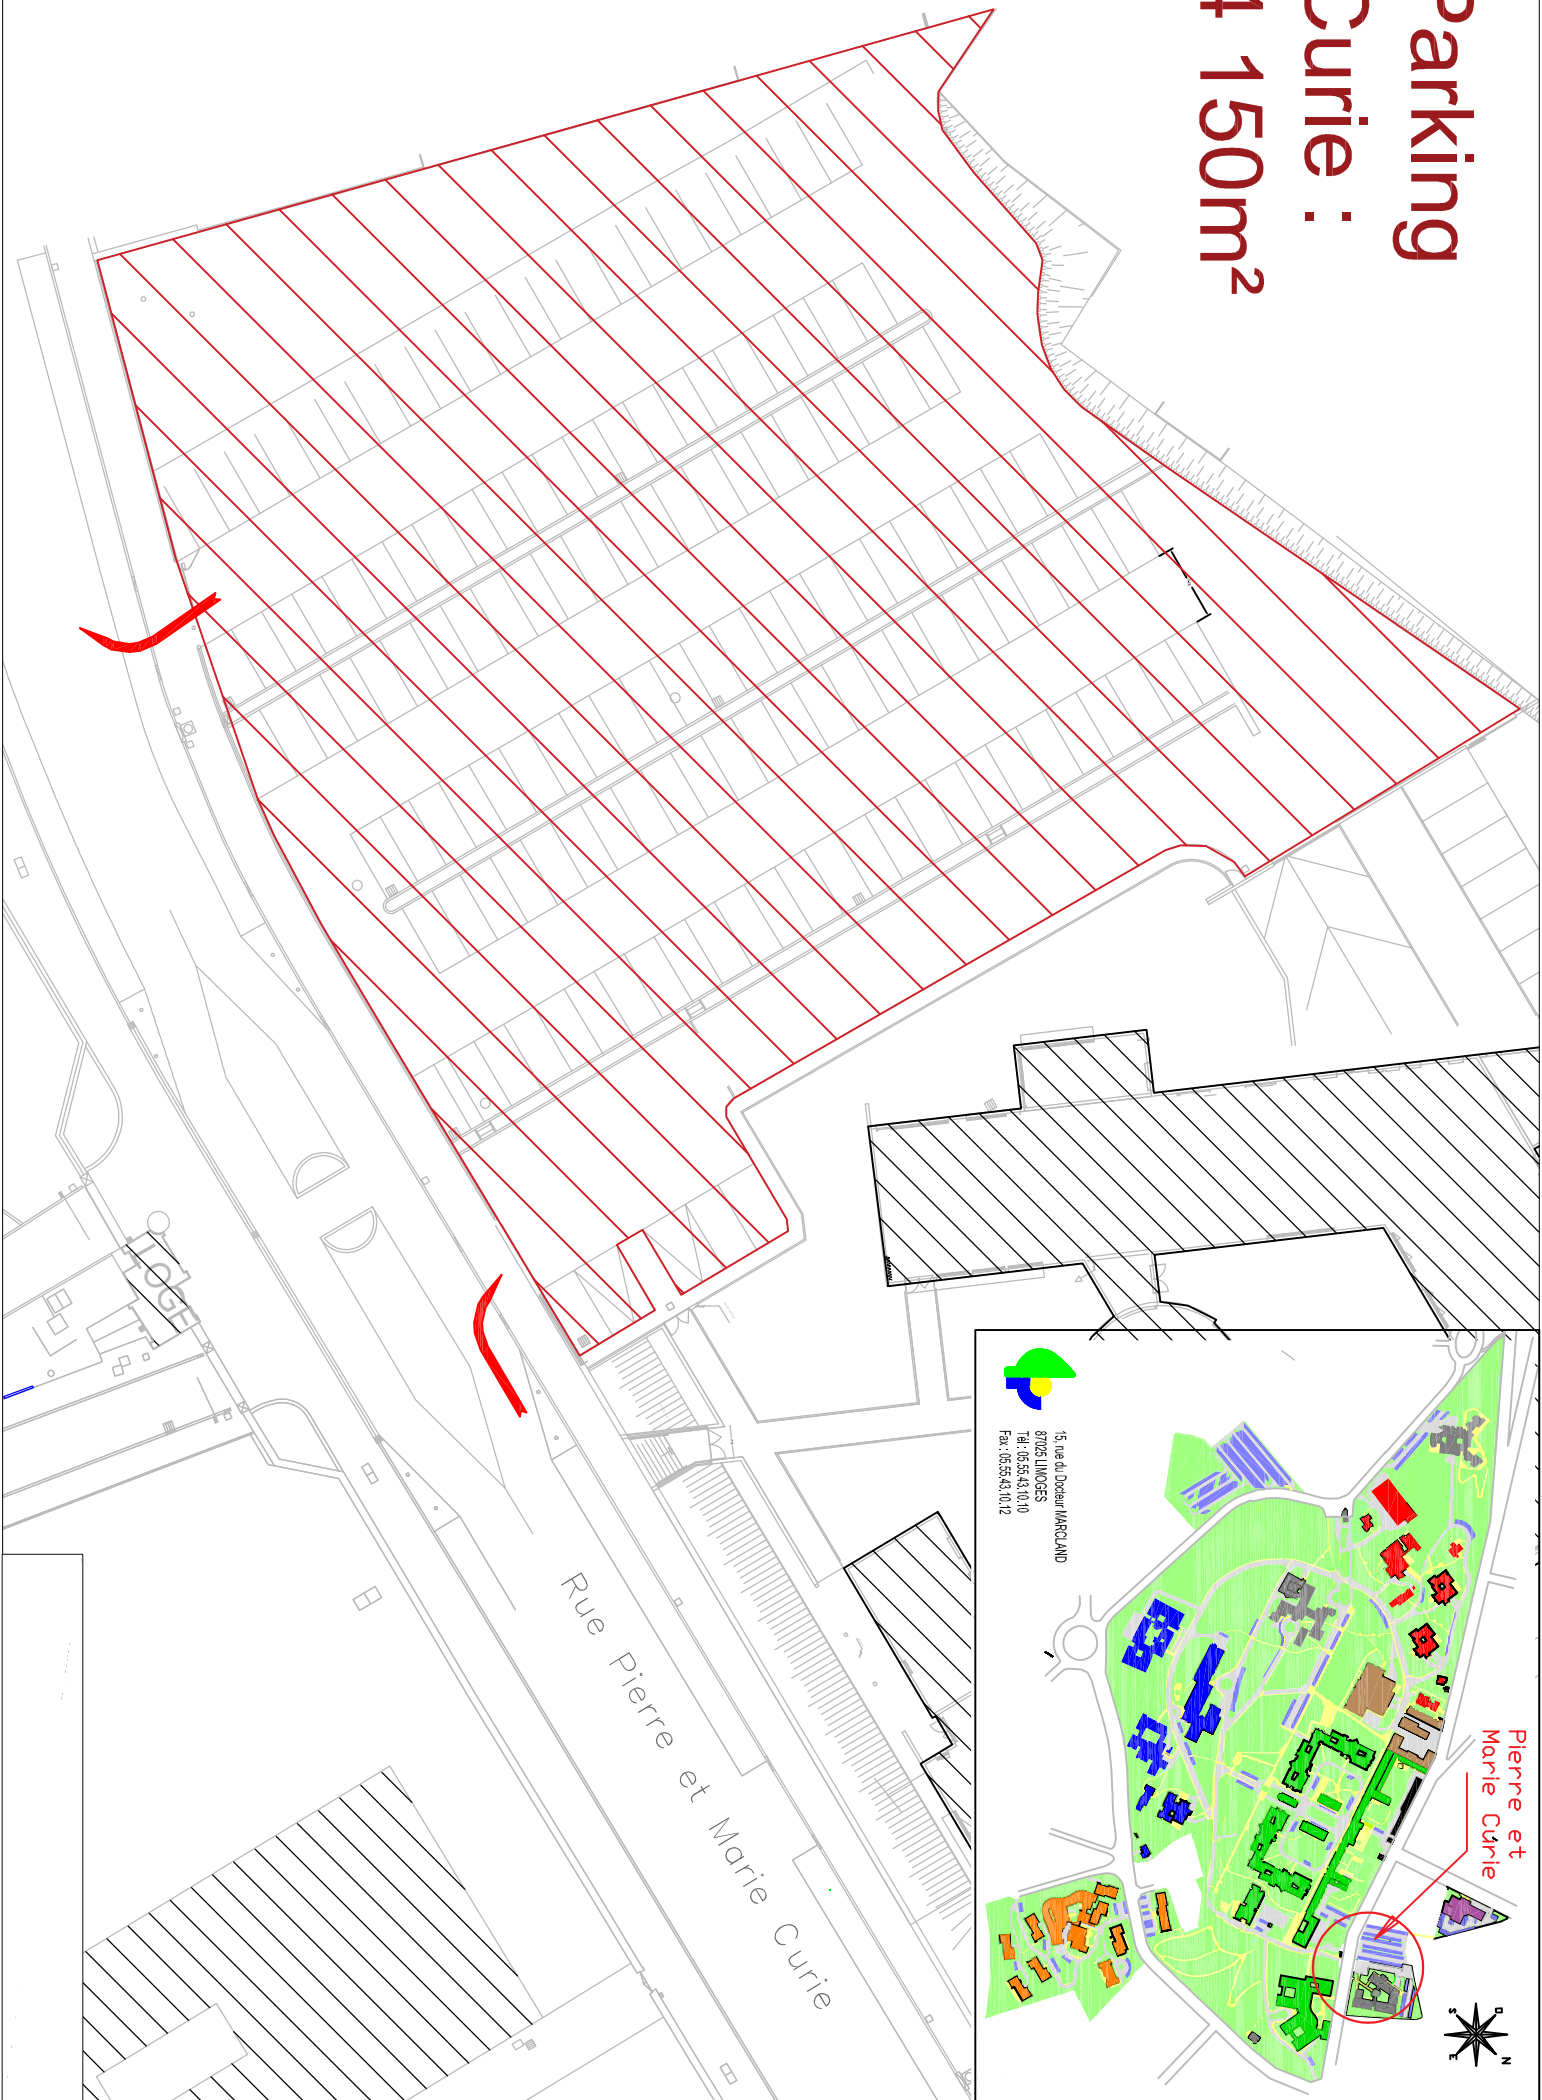 Parking
Curie :
4 150m²
Pierre et
Marie Curie
15, rue du Docteur MARCLAND
87025 LIMOGES
Tél : 05.55.43.10.10
Fax : 05.55.43.10.12
O
N
S
E
LOGE
Rue Pierre et Marie Curie